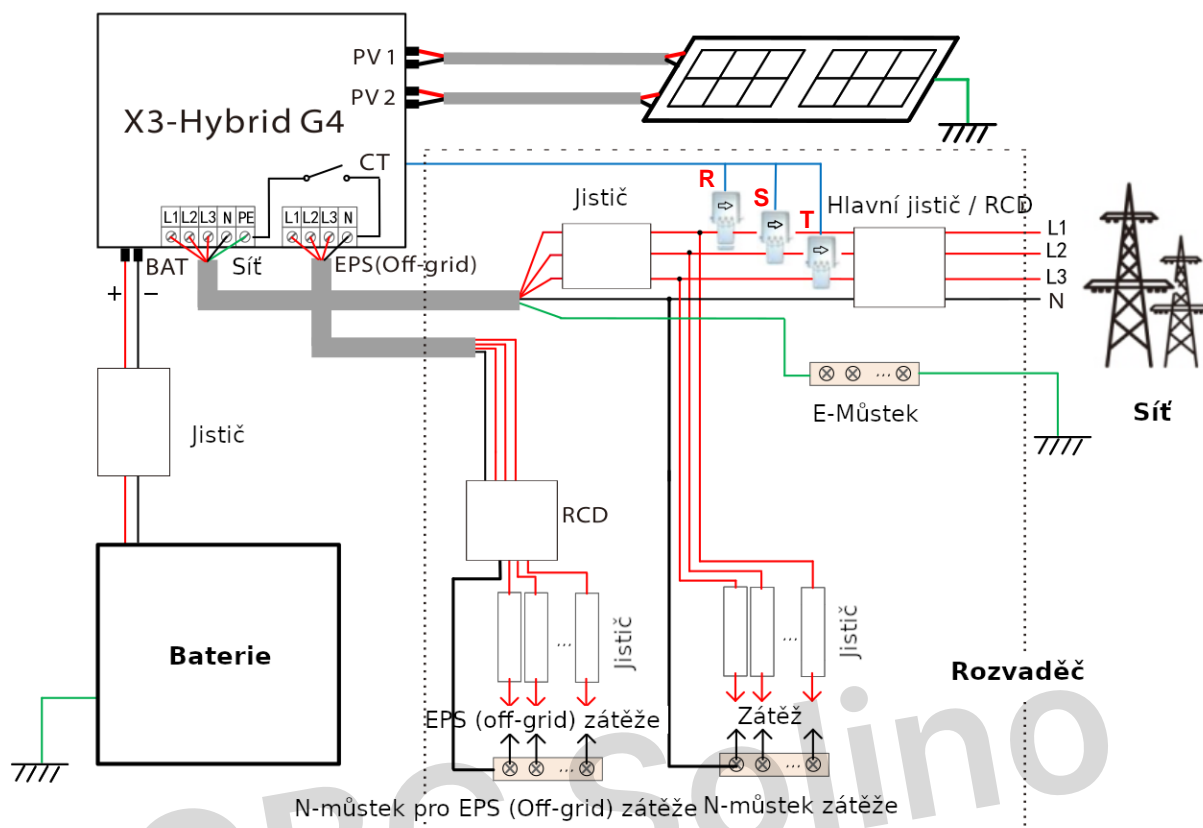 PV 1
PV 2
X3-Hybrid G4
CT
L1 L2 L3 N PE
L1 L2 L3 N
BAT
Síť
EPS(Off-grid)
+
−
Jistič
R
S
T
Hlavní jistič / RCD
L1
L2
L3
N
...
E-Můstek
Síť
Jistič
RCD
...
Jistič
...
Jistič
Baterie
Rozvaděč
EPS (off-grid) zátěže
Zátěž
...
...
N-můstek pro EPS (Off-grid) zátěže
N-můstek zátěže
Solino